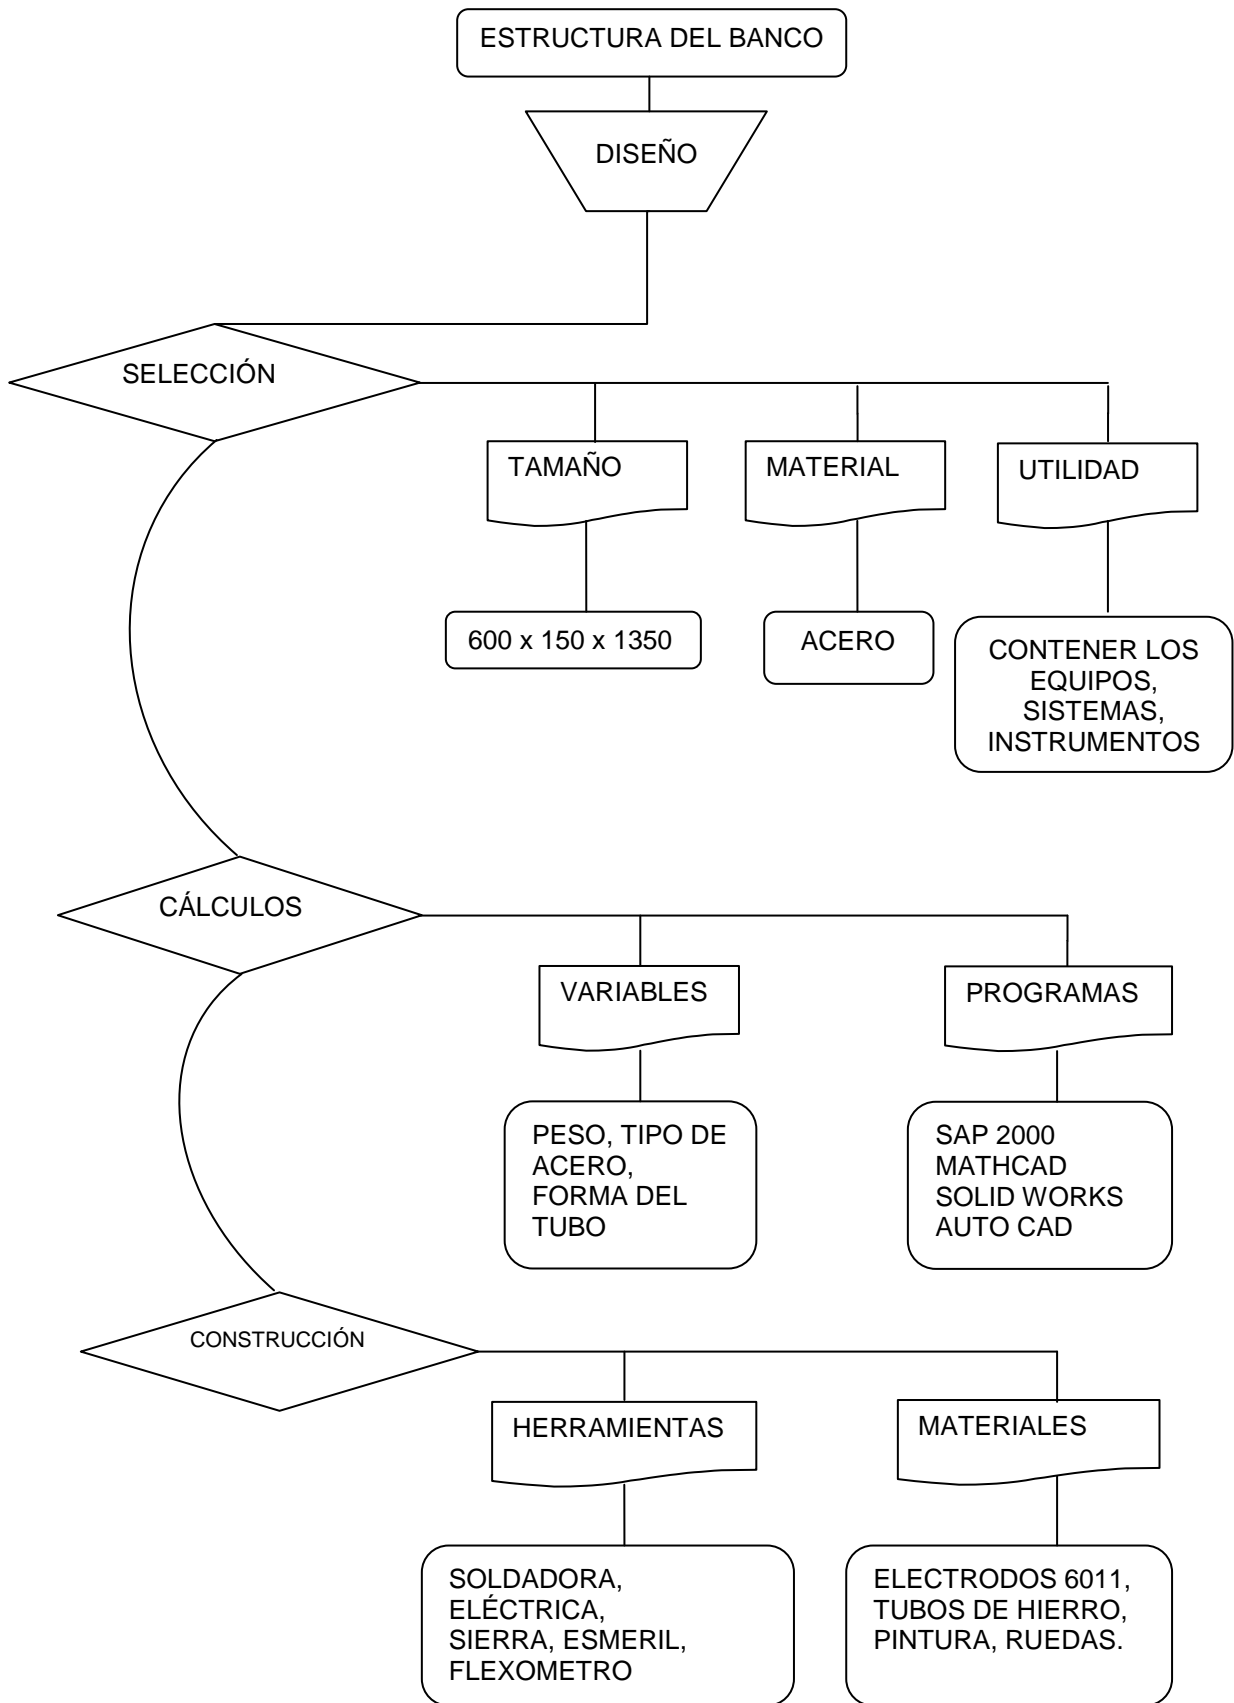 ESTRUCTURA DEL BANCO
DISEÑO
SELECCIÓN
TAMAÑO
MATERIAL
UTILIDAD
600 x 150 x 1350
ACERO
CONTENER LOS
EQUIPOS,
SISTEMAS,
INSTRUMENTOS
CÁLCULOS
VARIABLES
PROGRAMAS
PESO, TIPO DE
ACERO,
FORMA DEL
TUBO
SAP 2000
MATHCAD
SOLID WORKS
AUTO CAD
CONSTRUCCIÓN
HERRAMIENTAS
MATERIALES
SOLDADORA,
ELÉCTRICA,
SIERRA, ESMERIL,
FLEXOMETRO
ELECTRODOS 6011,
TUBOS DE HIERRO,
PINTURA, RUEDAS.